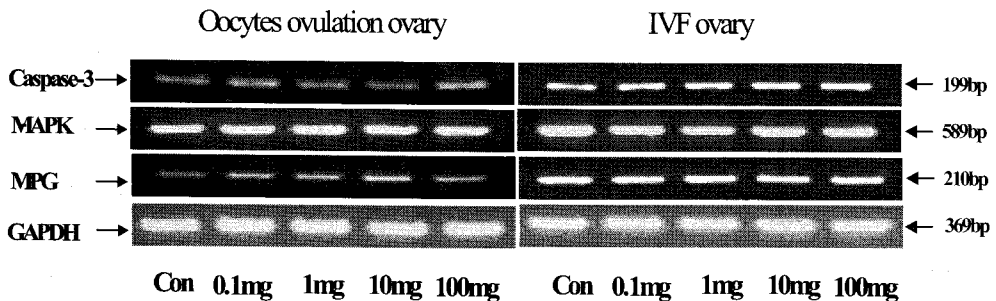 Oocytes ovulation ovary IVF ovary
Caspase-3 199bp
MAPK 589bp
MPG 210bp
GAPDH 369bp
Con 0.1mg 1mg 10mg 100mg Con 0.1mg 1mg 10mg 100mg